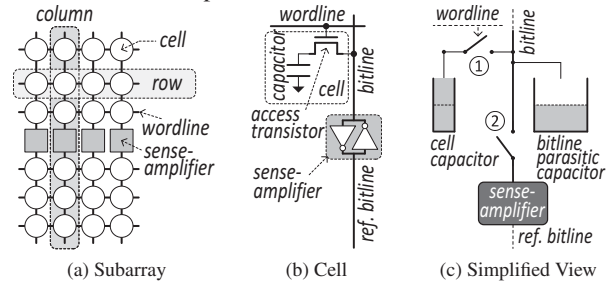 column
cell
row
wordline
sense-
amplifier
(a) Subarray
wordline
capacitor
cell
bitline
access
transistor
sense-
amplifier
ref. bitline
(b) Cell
wordline
bitline
1
2
cell
capacitor
bitline
parasitic
capacitor
sense-
amplifier
ref. bitline
(c) Simplified View